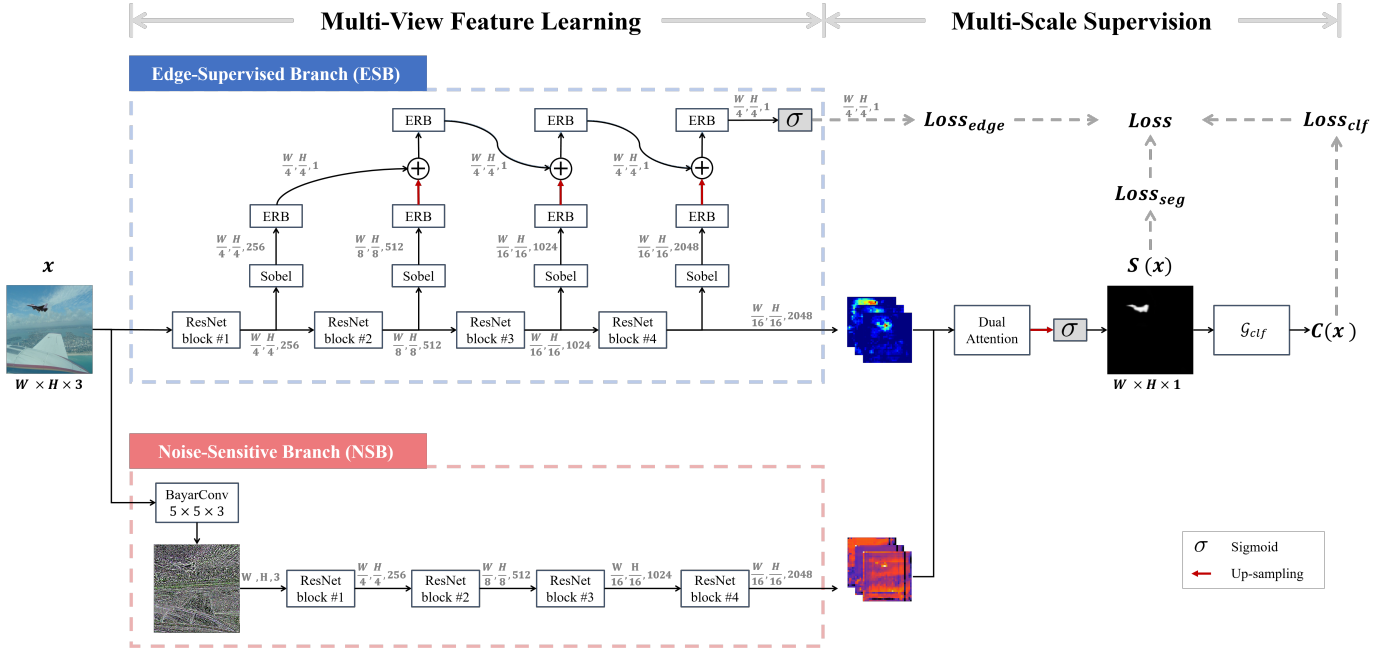 Multi-View Feature Learning
Multi-Scale Supervision
Edge-Supervised Branch (ESB)
ERB
ERB
ERB
W/4, H/4, 1
σ
W/4, H/4, 1
Loss_edge
Loss
Loss_clf
W/4, H/4, 1
+
W/4, H/4, 1
+
W/4, H/4, 1
+
Loss_seg
ERB
ERB
ERB
ERB
W/4, H/4, 256
W/8, H/8, 512
W/16, H/16, 1024
W/16, H/16, 2048
x
Sobel
Sobel
Sobel
Sobel
S(x)
ResNet
block #1
W/4, H/4, 256
ResNet
block #2
W/8, H/8, 512
ResNet
block #3
W/16, H/16, 1024
ResNet
block #4
W/16, H/16, 2048
Dual
Attention
σ
𝒢_clf
C(x)
W × H × 3
W × H × 1
Noise-Sensitive Branch (NSB)
BayarConv
5 × 5 × 3
W, H, 3
ResNet
block #1
W/4, H/4, 256
ResNet
block #2
W/8, H/8, 512
ResNet
block #3
W/16, H/16, 1024
ResNet
block #4
W/16, H/16, 2048
σ Sigmoid
Up-sampling